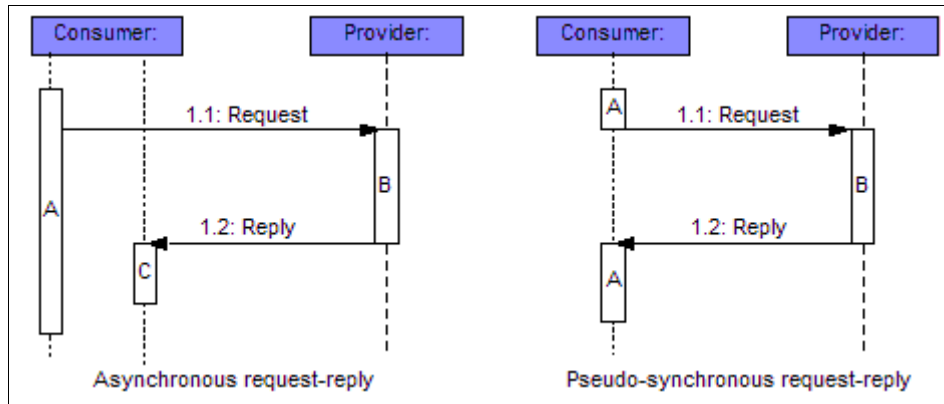 Consumer: Provider: Consumer: Provider:
A
1.1: Request 1.1: Request
B B
A
1.2: Reply 1.2: Reply
C A
Asynchronous request-reply Pseudo-synchronous request-reply